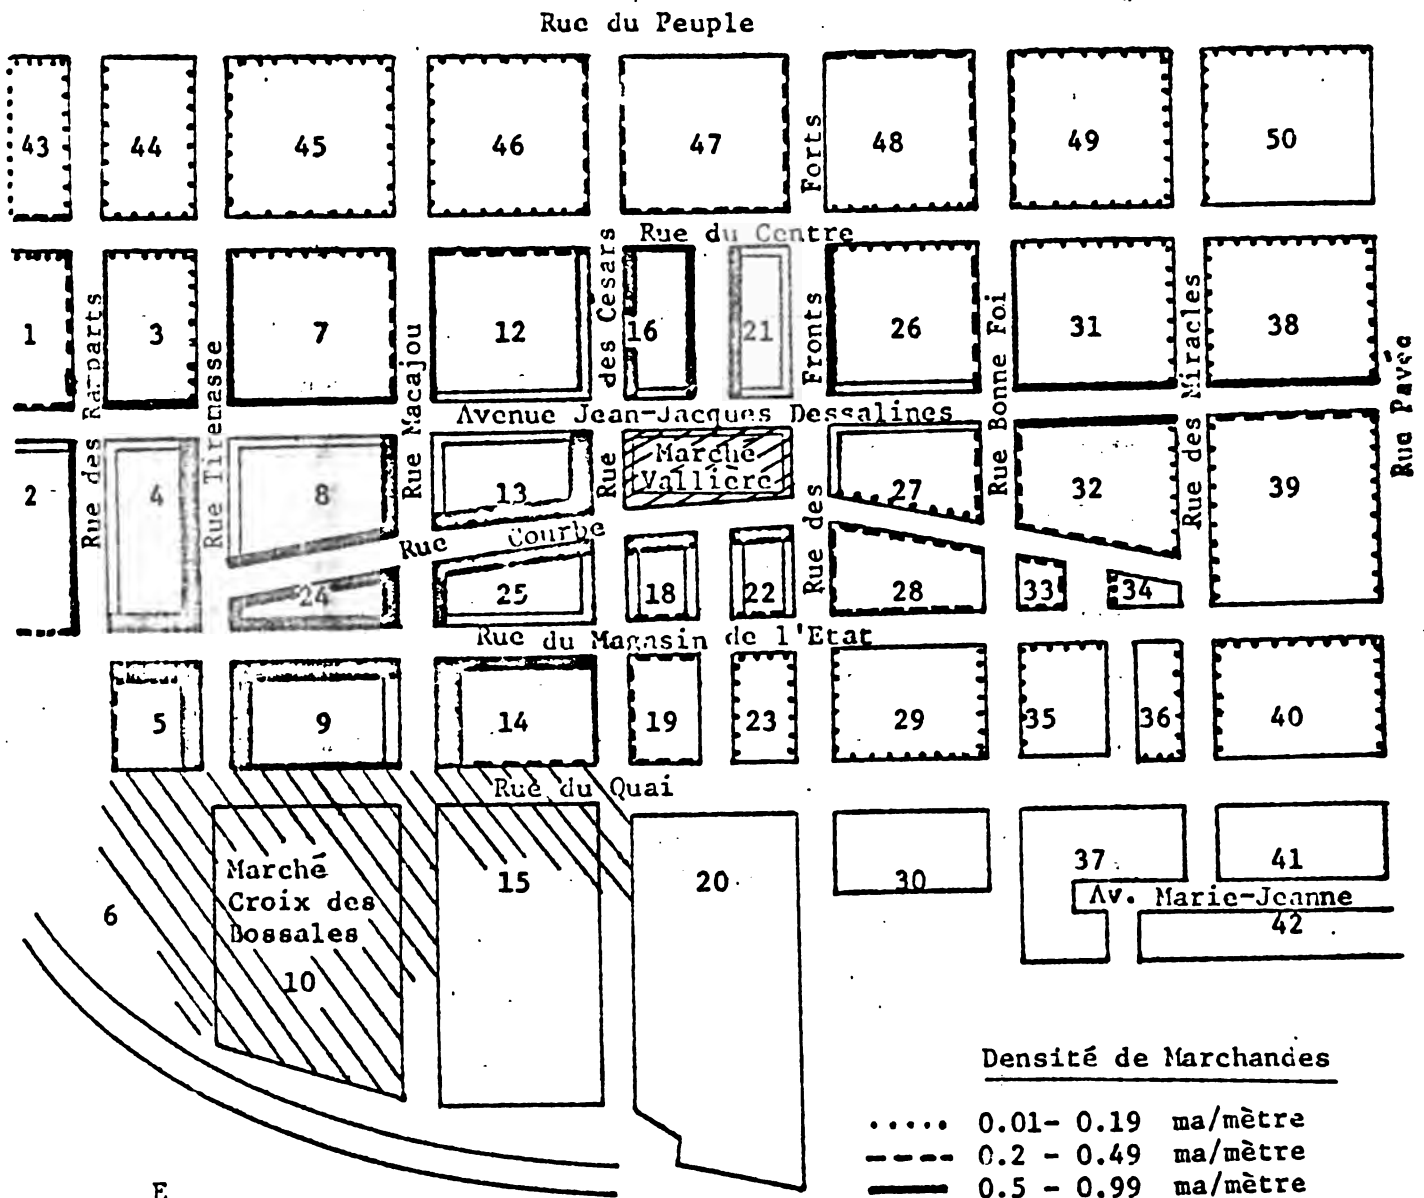 Rue du Peuple
43 44 45 46 47 48 49 50
Forts
Rue du Centre
1 3 7 12 16 21 26 31 38
Rue des Ramparts
Rue Tiremasse
Rue Macajou
Rue des Cesars
Rue des Fronts Forts
Rue Bonne Foi
Rue des Miracles
Rue Pavée
Avenue Jean-Jacques Dessalines
2 4 8 13
Marché
Vallière
27 32 39
Rue Courbe
24 25 18 22 28 33 34
Rue du Magasin de l'Etat
5 9 14 19 23 29 35 36 40
Rue du Quai
Marché
Croix des
Bossales
6 10 15 20 30 37 41
Av. Marie-Jeanne
42
E
Densité de Marchandes
..... 0.01- 0.19 ma/mètre
---- 0.2 - 0.49 ma/mètre
—— 0.5 - 0.99 ma/mètre